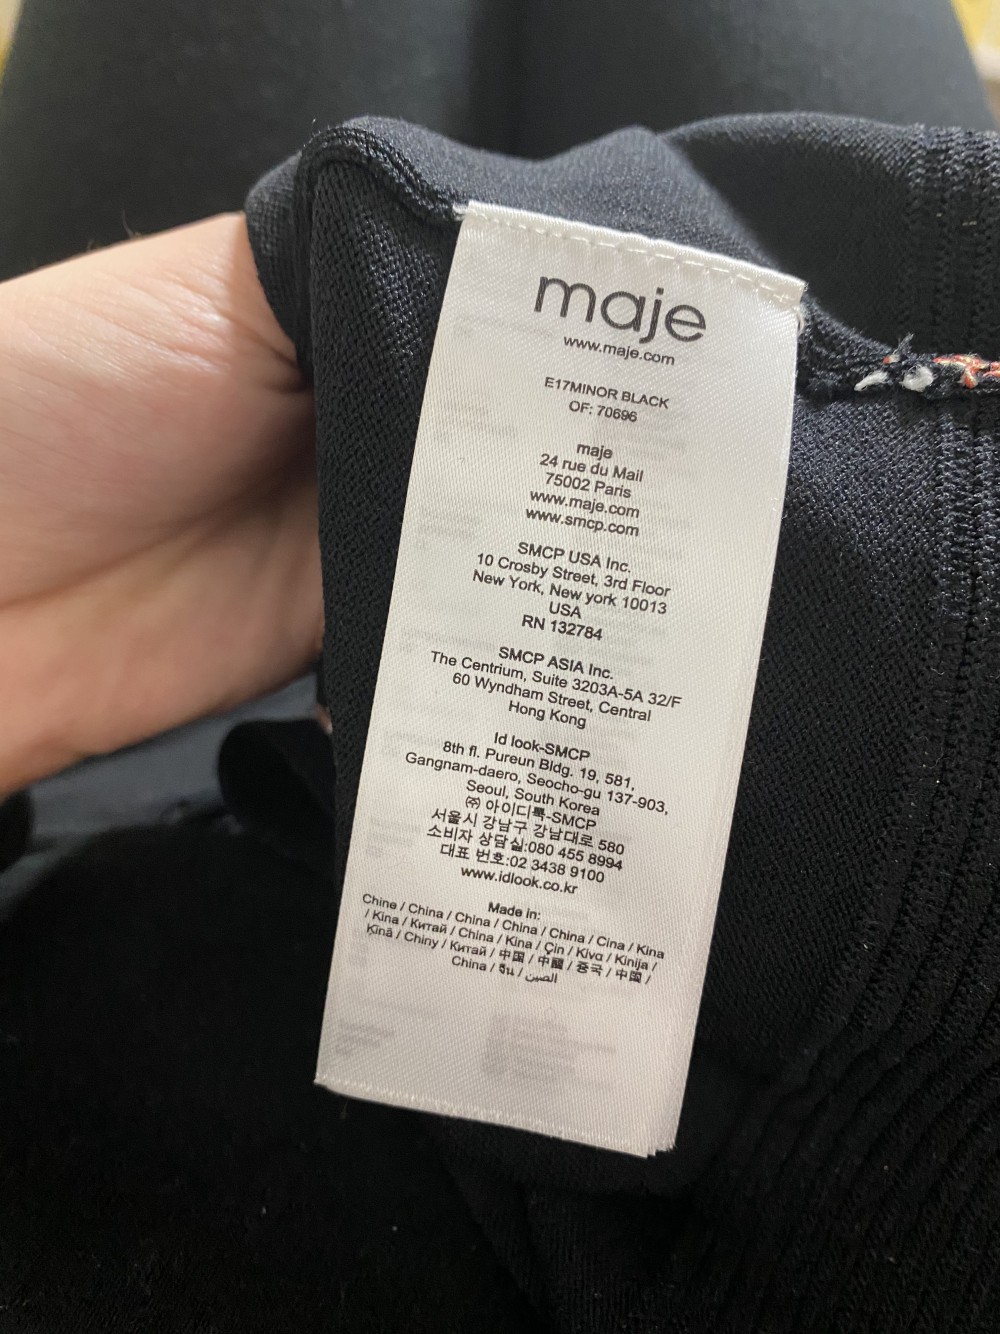 maje
www.maje.com
E17MINOR BLACK
OF: 70696
maje
24 rue du Mail
75002 Paris
www.maje.com
www.smcp.com
SMCP USA Inc.
10 Crosby Street, 3rd Floor
New York, New york 10013
USA
RN 132784
SMCP ASIA Inc.
The Centrium, Suite 3203A-5A 32/F
60 Wyndham Street, Central
Hong Kong
Id look-SMCP
8th fl. Pureun Bldg. 19, 581,
Gangnam-daero, Seocho-gu 137-903,
Seoul, South Korea
㈜ 아이디룩-SMCP
서울시 강남구 강남대로 580
소비자 상담실:080 455 8994
대표 번호:02 3438 9100
www.idlook.co.kr
Made in:
Chine / China / China / China / China / Cina / Kina
/ Kina / Китай / China / Kina / Çin / Κίνα / Kinija /
Ķīnā / Chiny / Китай / 中国 / 中國 / 중국 / 中国 /
China / จีน / الصين